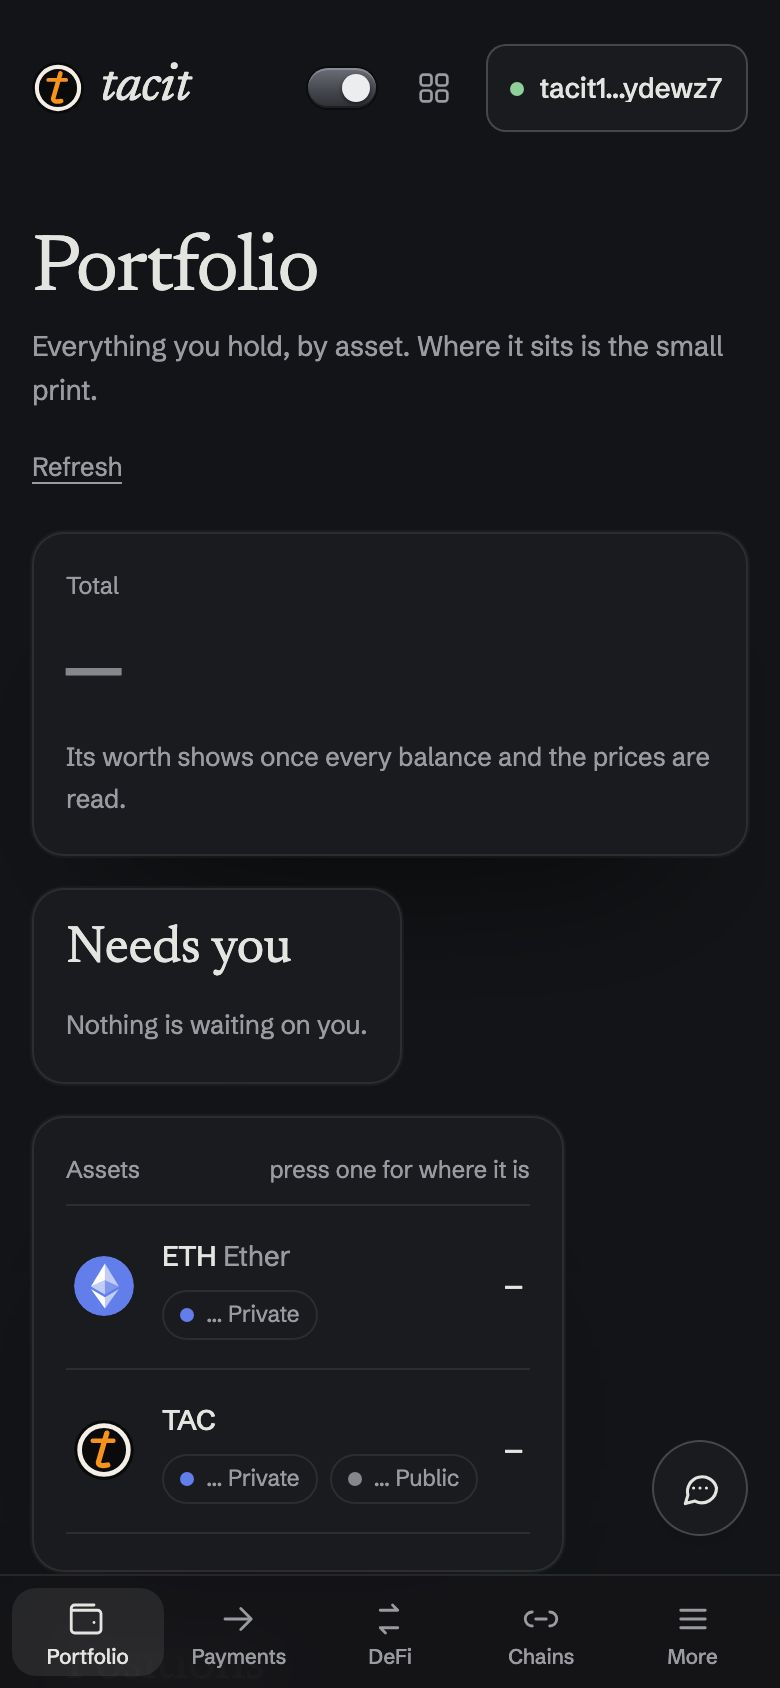 tacit
tacit1...ydewz7
Portfolio
Everything you hold, by asset. Where it sits is the small
print.
Refresh
Total
—
Its worth shows once every balance and the prices are
read.
Needs you
Nothing is waiting on you.
Assets press one for where it is
ETH Ether
... Private
–
TAC
... Private ... Public
–
Positions
Portfolio Payments DeFi Chains More